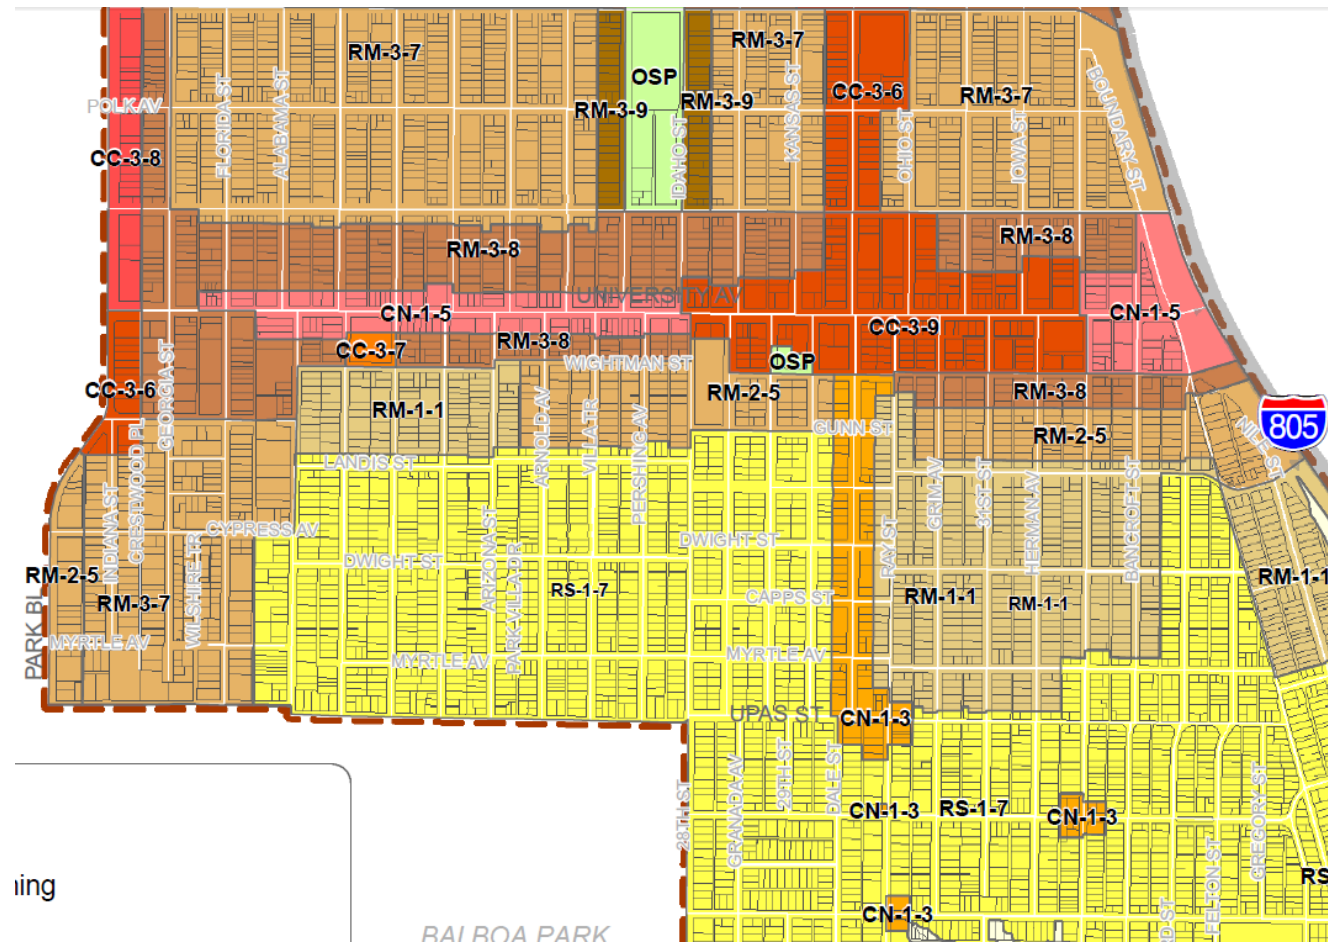 RM-3-7
RM-3-7
OSP
CC-3-6
RM-3-7
RM-3-9
RM-3-9
POLK AV
FLORIDA ST
ALABAMA ST
IDAHO ST
KANSAS ST
OHIO ST
IOWA ST
BOUNDARY ST
CC-3-8
RM-3-8
RM-3-8
UNIVERSITY AV
CN-1-5
CN-1-5
CC-3-9
RM-3-8
CC-3-7
WIGHTMAN ST
OSP
GEORGIA ST
CC-3-6
RM-2-5
RM-3-8
RM-1-1
805
CRESTWOOD PL
ARNOLD AV
VILLA TR
PERSHING AV
GUNN ST
RM-2-5
LANDIS ST
INDIANA ST
CYPRESS AV
DWIGHT ST
DWIGHT ST
RAY ST
GRIM AV
31ST ST
HERMAN AV
BANCROFT ST
ARIZONA ST
RM-2-5
RM-3-7
WILSHIRE TR
RS-1-7
CAPPS ST
RM-1-1
RM-1-1
RM-1-1
PARK BL
MYRTLE AV
PARK VILLA DR
MYRTLE AV
MYRTLE AV
UPAS ST
CN-1-3
28TH ST
GRANADA AV
29TH ST
DALE ST
CN-1-3
RS-1-7
CN-1-3
GREGORY ST
FELTON ST
RS
ning
CN-1-3
BALBOA PARK
RD ST